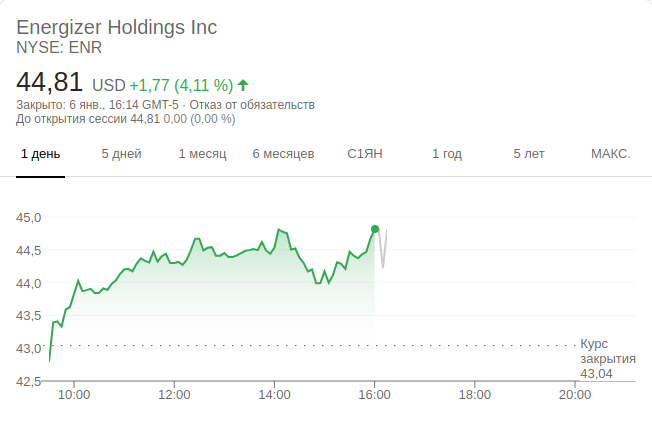 Energizer Holdings Inc
NYSE: ENR
44,81 USD +1,77 (4,11 %)
Закрыто: 6 янв., 16:14 GMT-5 · Отказ от обязательств
До открытия сессии 44,81 0,00 (0,00 %)
1 день 5 дней 1 месяц 6 месяцев С1ЯН 1 год 5 лет МАКС.
45,0
44,5
44,0
43,5
43,0
42,5
Курс
закрытия
43,04
10:00 12:00 14:00 16:00 18:00 20:00